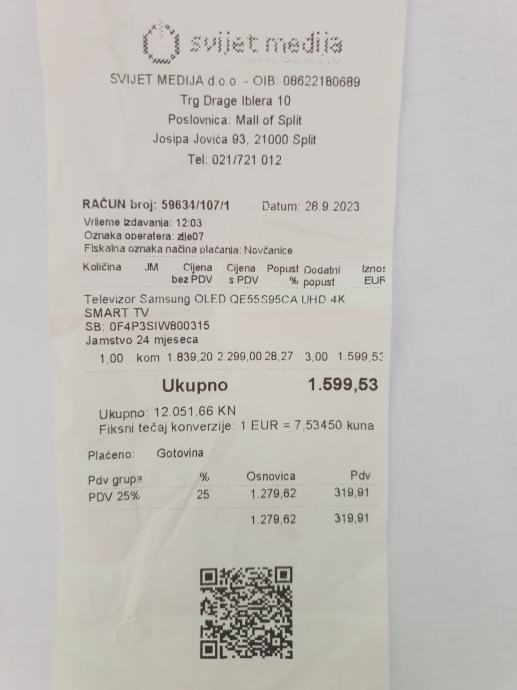 svijet medija
SVIJET MEDIJA d.o.o. - OIB: 08622180689
Trg Drage Iblera 10
Poslovnica: Mall of Split
Josipa Jovića 93, 21000 Split
Tel: 021/721 012
RAČUN broj: 59634/107/1 Datum: 28.9.2023.
Vrijeme izdavanja: 12:03
Oznaka operatera: zlie07
Fiskalna oznaka načina plaćanja: Novčanice
Količina JM Cijena Cijena Popust Dodatni Iznos
bez PDV s PDV % popust EUR
Televizor Samsung OLED QE55S95CA UHD 4K
SMART TV
SB: 0F4P3SIW800315
Jamstvo 24 mjeseca
1,00 kom 1.839,20 2.299,00 28,27 3,00 1.599,53
Ukupno 1.599,53
Ukupno: 12.051,66 KN
Fiksni tečaj konverzije: 1 EUR = 7,53450 kuna
Plaćeno: Gotovina
Pdv grupa % Osnovica Pdv
PDV 25% 25 1.279,62 319,91
1.279,62 319,91